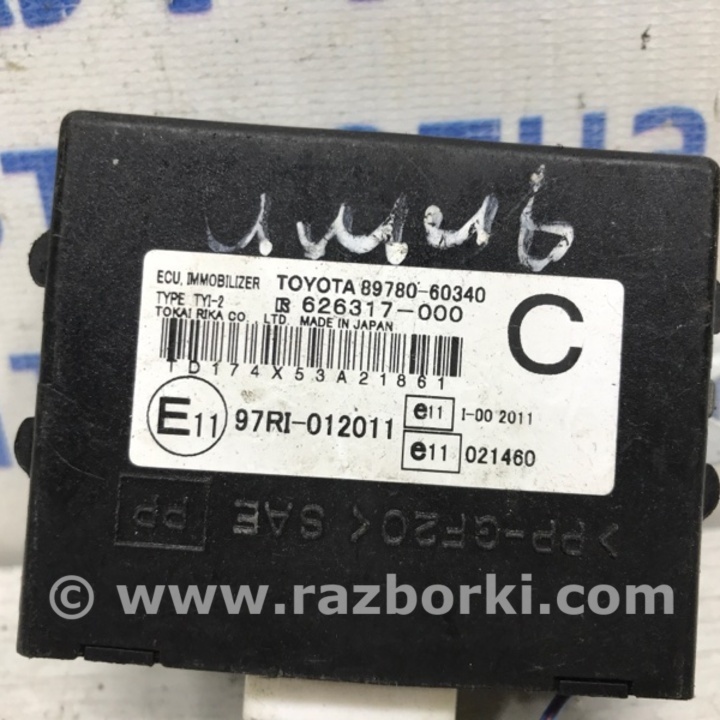 ECU, IMMOBILIZER TOYOTA 89780-60340
TYPE TYI-2 626317-000
TOKAI RIKA CO., LTD. MADE IN JAPAN
C
TD174X53A21861
E11 97RI-012011 e11 I-00 2011
e11 021460
>PP-GF20< SAE PP
© www.razborki.com